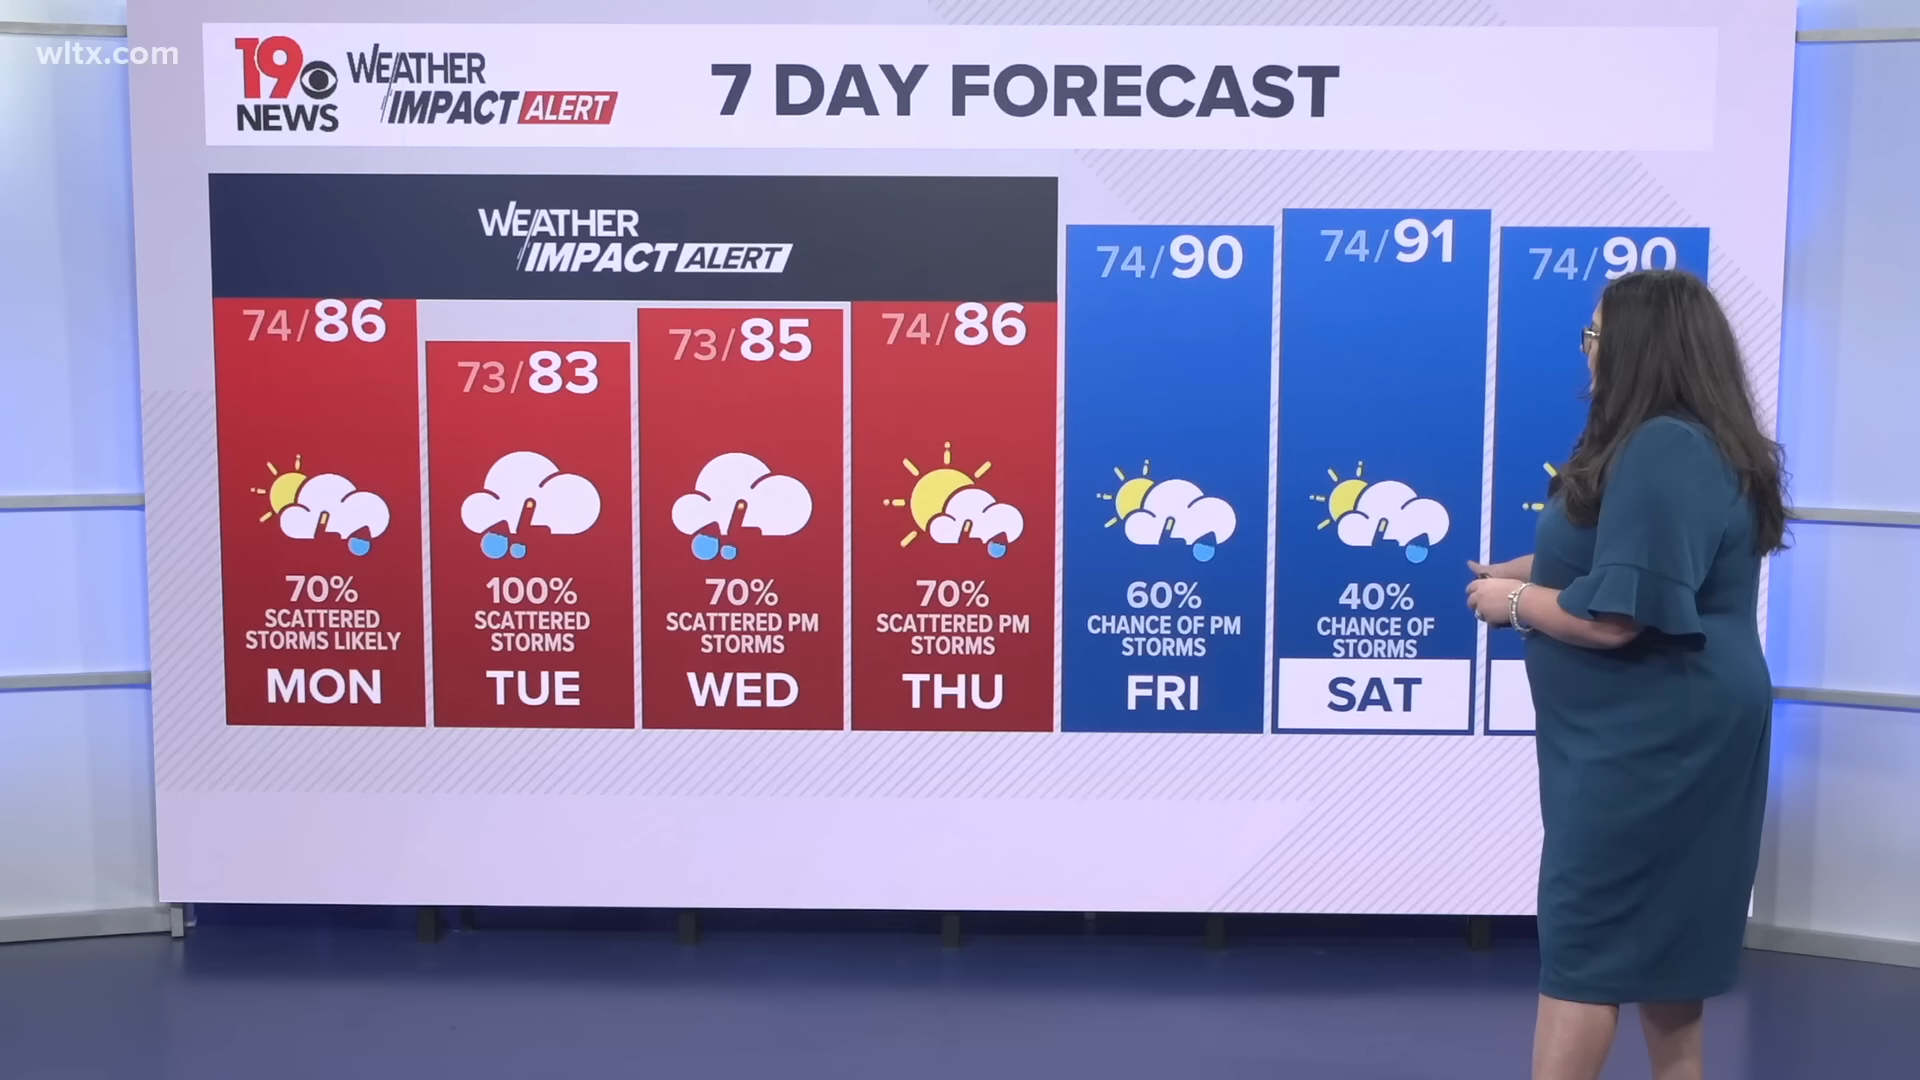 wltx.com
19
NEWS
WEATHER
IMPACT ALERT
7 DAY FORECAST
WEATHER
IMPACT ALERT
74/86
70%
SCATTERED
STORMS LIKELY
MON
73/83
100%
SCATTERED
STORMS
TUE
73/85
70%
SCATTERED PM
STORMS
WED
74/86
70%
SCATTERED PM
STORMS
THU
74/90
60%
CHANCE OF PM
STORMS
FRI
74/91
40%
CHANCE OF
STORMS
SAT
74/90